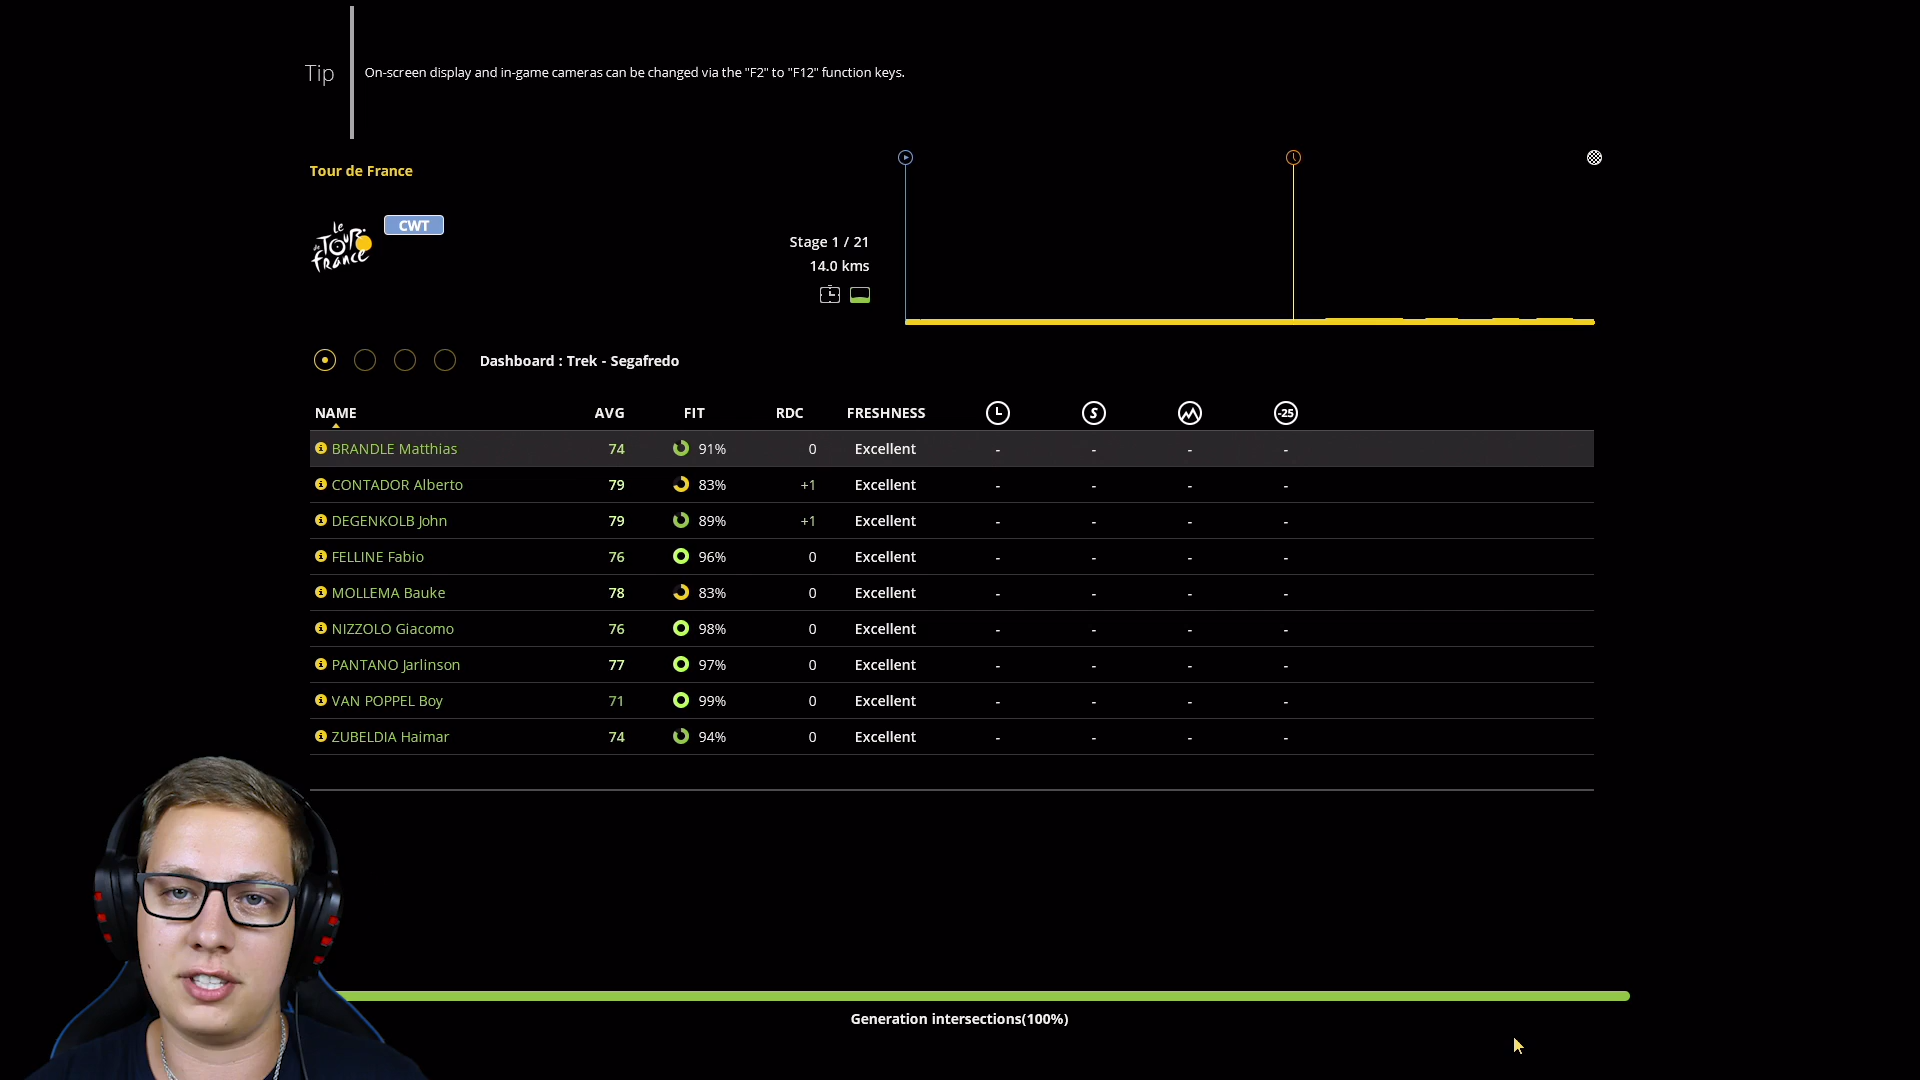 Tip
On-screen display and in-game cameras can be changed via the "F2" to "F12" function keys.
Tour de France
le
TOUR
de
france
CWT
Stage 1 / 21
14.0 kms
Dashboard : Trek - Segafredo
NAME AVG FIT RDC FRESHNESS S -25
BRANDLE Matthias 74 91% 0 Excellent - - - -
CONTADOR Alberto 79 83% +1 Excellent - - - -
DEGENKOLB John 79 89% +1 Excellent - - - -
FELLINE Fabio 76 96% 0 Excellent - - - -
MOLLEMA Bauke 78 83% 0 Excellent - - - -
NIZZOLO Giacomo 76 98% 0 Excellent - - - -
PANTANO Jarlinson 77 97% 0 Excellent - - - -
VAN POPPEL Boy 71 99% 0 Excellent - - - -
ZUBELDIA Haimar 74 94% 0 Excellent - - - -
Generation intersections(100%)